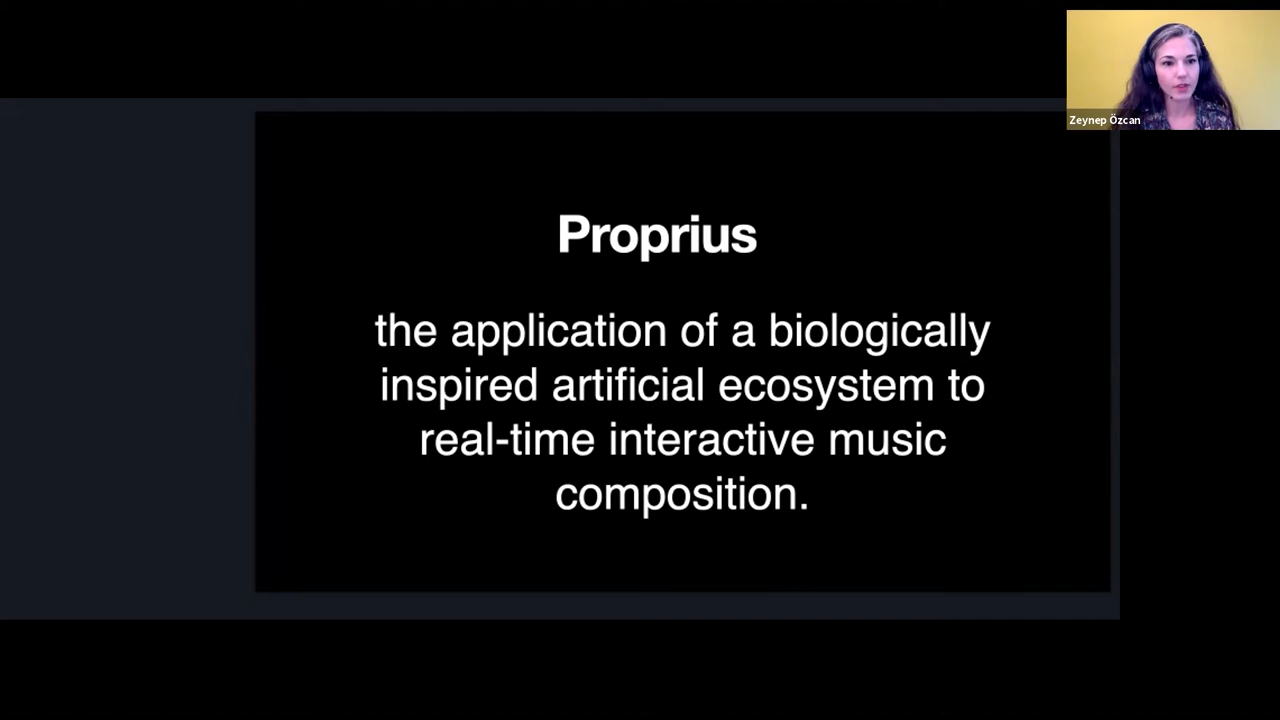 Zeynep Özcan
Proprius
the application of a biologically
inspired artificial ecosystem to
real-time interactive music
composition.